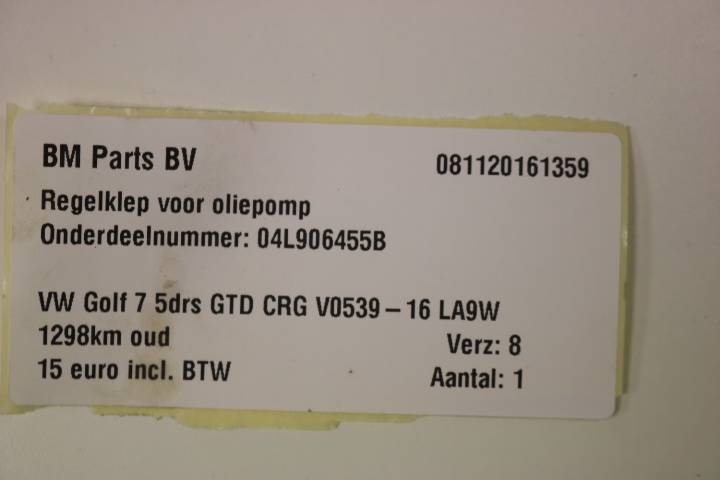 BM Parts BV 081120161359
Regelklep voor oliepomp
Onderdeelnummer: 04L906455B
VW Golf 7 5drs GTD CRG V0539-16 LA9W
1298km oud Verz: 8
15 euro incl. BTW Aantal: 1